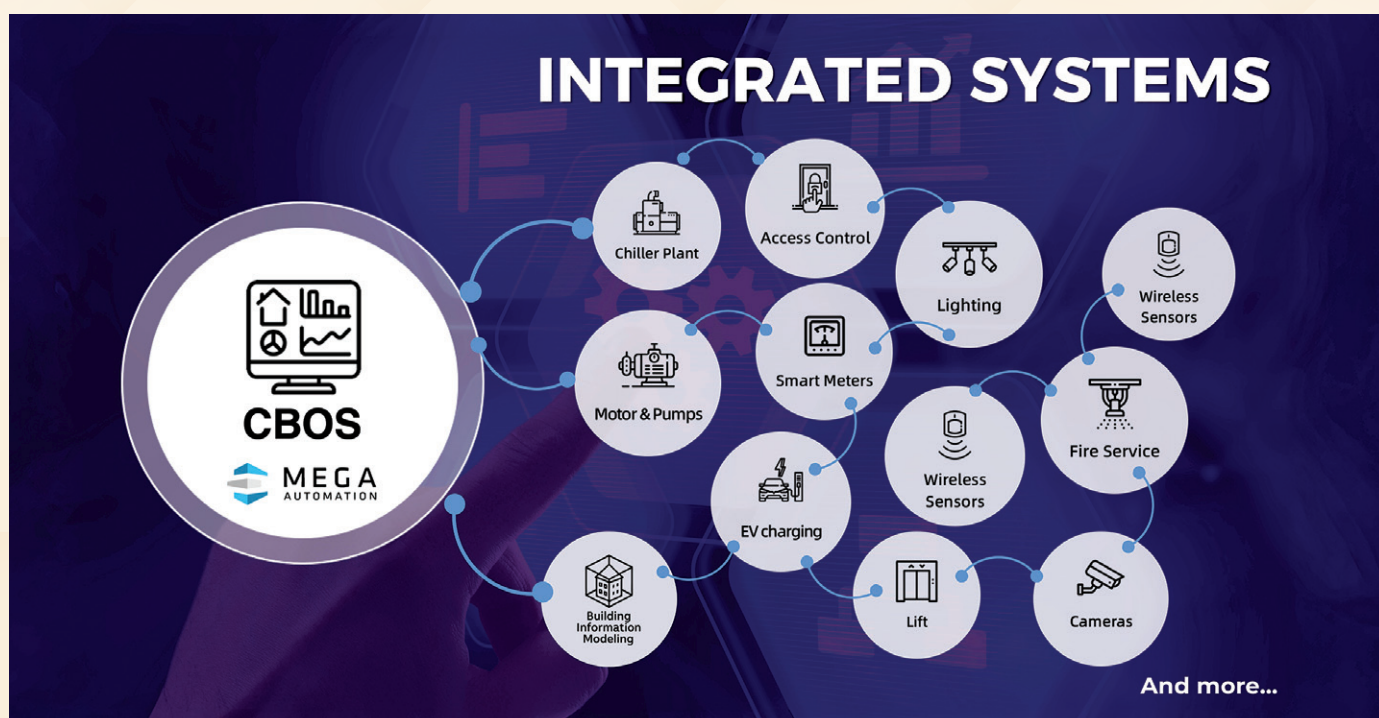 INTEGRATED SYSTEMS
CBOS
MEGA
AUTOMATION
Chiller Plant
Access Control
Lighting
Wireless
Sensors
Motor & Pumps
Smart Meters
Wireless
Sensors
Fire Service
EV charging
Building
Information
Modeling
Lift
Cameras
And more...